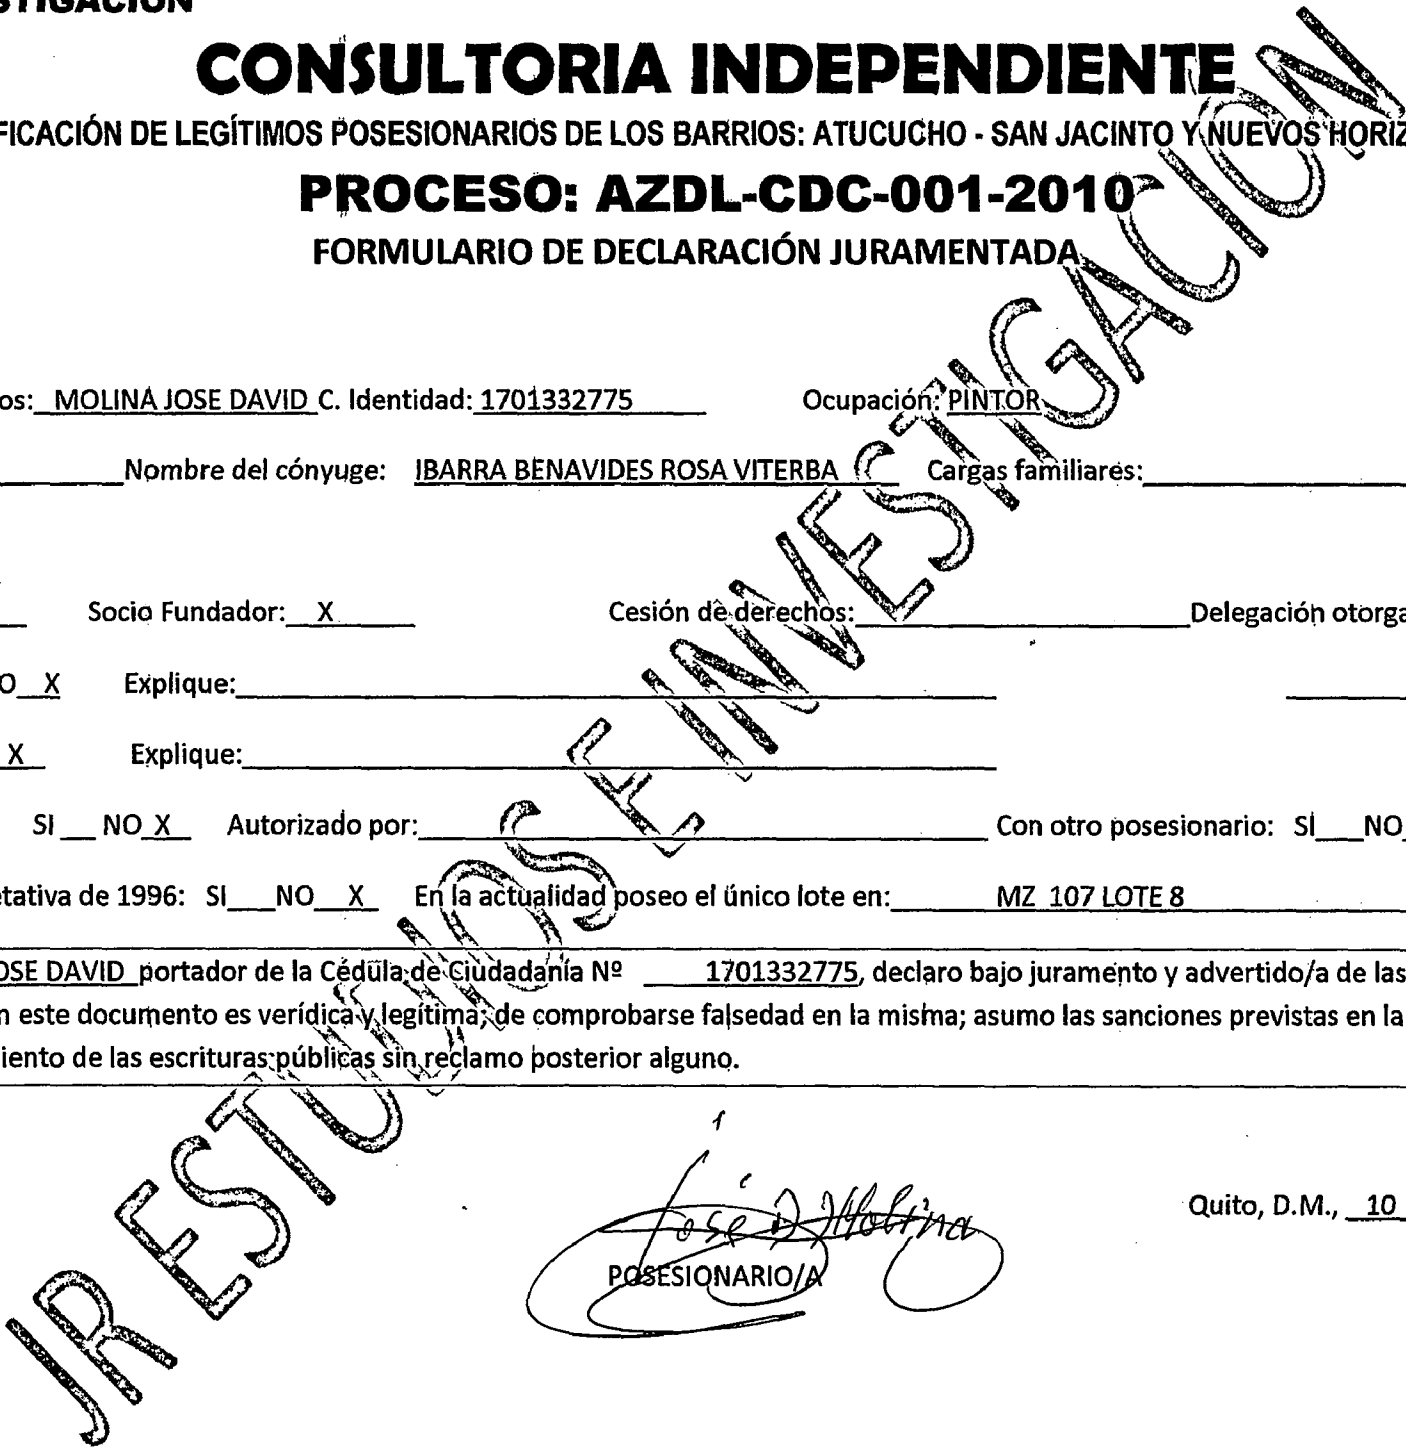 STIGACIÓN
CONSULTORIA INDEPENDIENTE
FICACIÓN DE LEGÍTIMOS POSESIONARIOS DE LOS BARRIOS: ATUCUCHO - SAN JACINTO Y NUEVOS HORIZ
PROCESO: AZDL-CDC-001-2010
FORMULARIO DE DECLARACIÓN JURAMENTADA
os: MOLINA JOSE DAVID C. Identidad: 1701332775 Ocupación: PINTOR
Nombre del cónyuge: IBARRA BENAVIDES ROSA VITERBA Cargas familiares:
Socio Fundador: X Cesión de derechos: Delegación otorga
O X Explique:
X Explique:
SI NO X Autorizado por: Con otro posesionario: SI NO
etativa de 1996: SI NO X En la actualidad poseo el único lote en: MZ 107 LOTE 8
OSE DAVID portador de la Cédula de Ciudadanía Nº 1701332775, declaro bajo juramento y advertido/a de las
n este documento es verídica y legítima; de comprobarse falsedad en la misma; asumo las sanciones previstas en la
iento de las escrituras públicas sin reclamo posterior alguno.
José D Molina
Quito, D.M., 10
POSESIONARIO/A
JR ESTUDIOS E INVESTIGACION